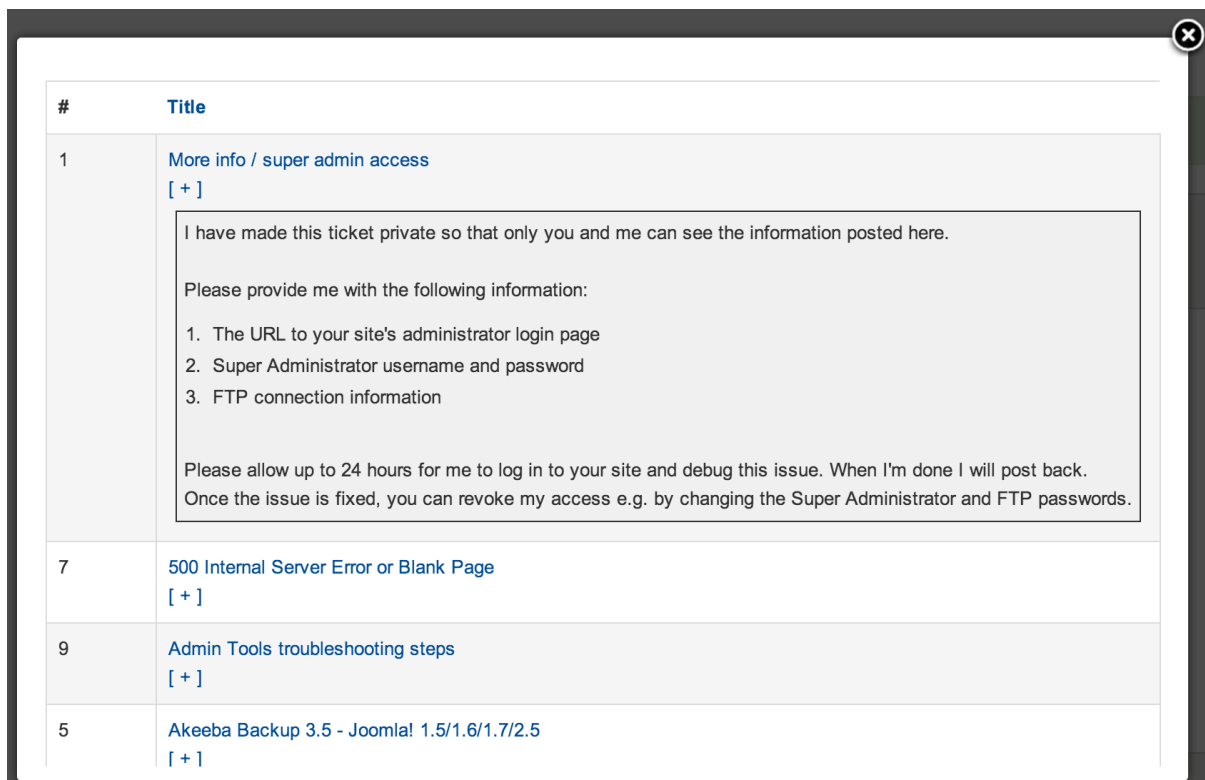 # Title
1 More info / super admin access
[ + ]
I have made this ticket private so that only you and me can see the information posted here.
Please provide me with the following information:
1. The URL to your site's administrator login page
2. Super Administrator username and password
3. FTP connection information
Please allow up to 24 hours for me to log in to your site and debug this issue. When I'm done I will post back.
Once the issue is fixed, you can revoke my access e.g. by changing the Super Administrator and FTP passwords.
7 500 Internal Server Error or Blank Page
[ + ]
9 Admin Tools troubleshooting steps
[ + ]
5 Akeeba Backup 3.5 - Joomla! 1.5/1.6/1.7/2.5
[ + ]